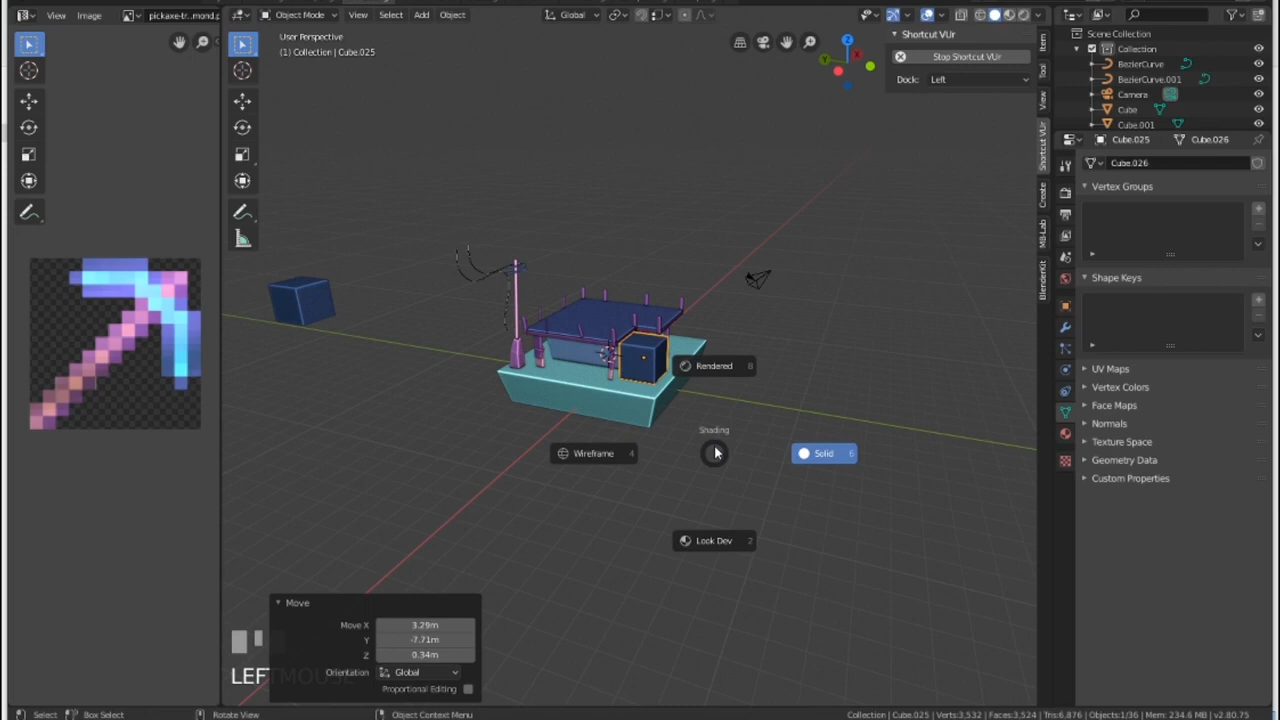 View Image pickaxe-tr...mond.p
Object Mode View Select Add Object Global
User Perspective
(1) Collection | Cube.025
Z
Y
X
Shortcut VUr
Stop Shortcut VUr
Dock: Left
Item
Tool
View
Shortcut VUr
Create
MB-Lab
BlenderKit
Scene Collection
Collection
BezierCurve
BezierCurve.001
Camera
Cube
Cube.001
Cube.025 Cube.026
Cube.026
Vertex Groups
Shape Keys
UV Maps
Vertex Colors
Face Maps
Normals
Texture Space
Geometry Data
Custom Properties
Rendered 8
Shading
Wireframe 4
Solid 6
Look Dev 2
Move
Move X 3.29m
Y -7.71m
Z 0.34m
Orientation Global
Proportional Editing
Select Box Select Rotate View Object Context Menu
Collection | Cube.025 | Verts:3,532 | Faces:3,524 | Tris:6,876 | Objects:1/36 | Mem: 234.6 MB | v2.80.75